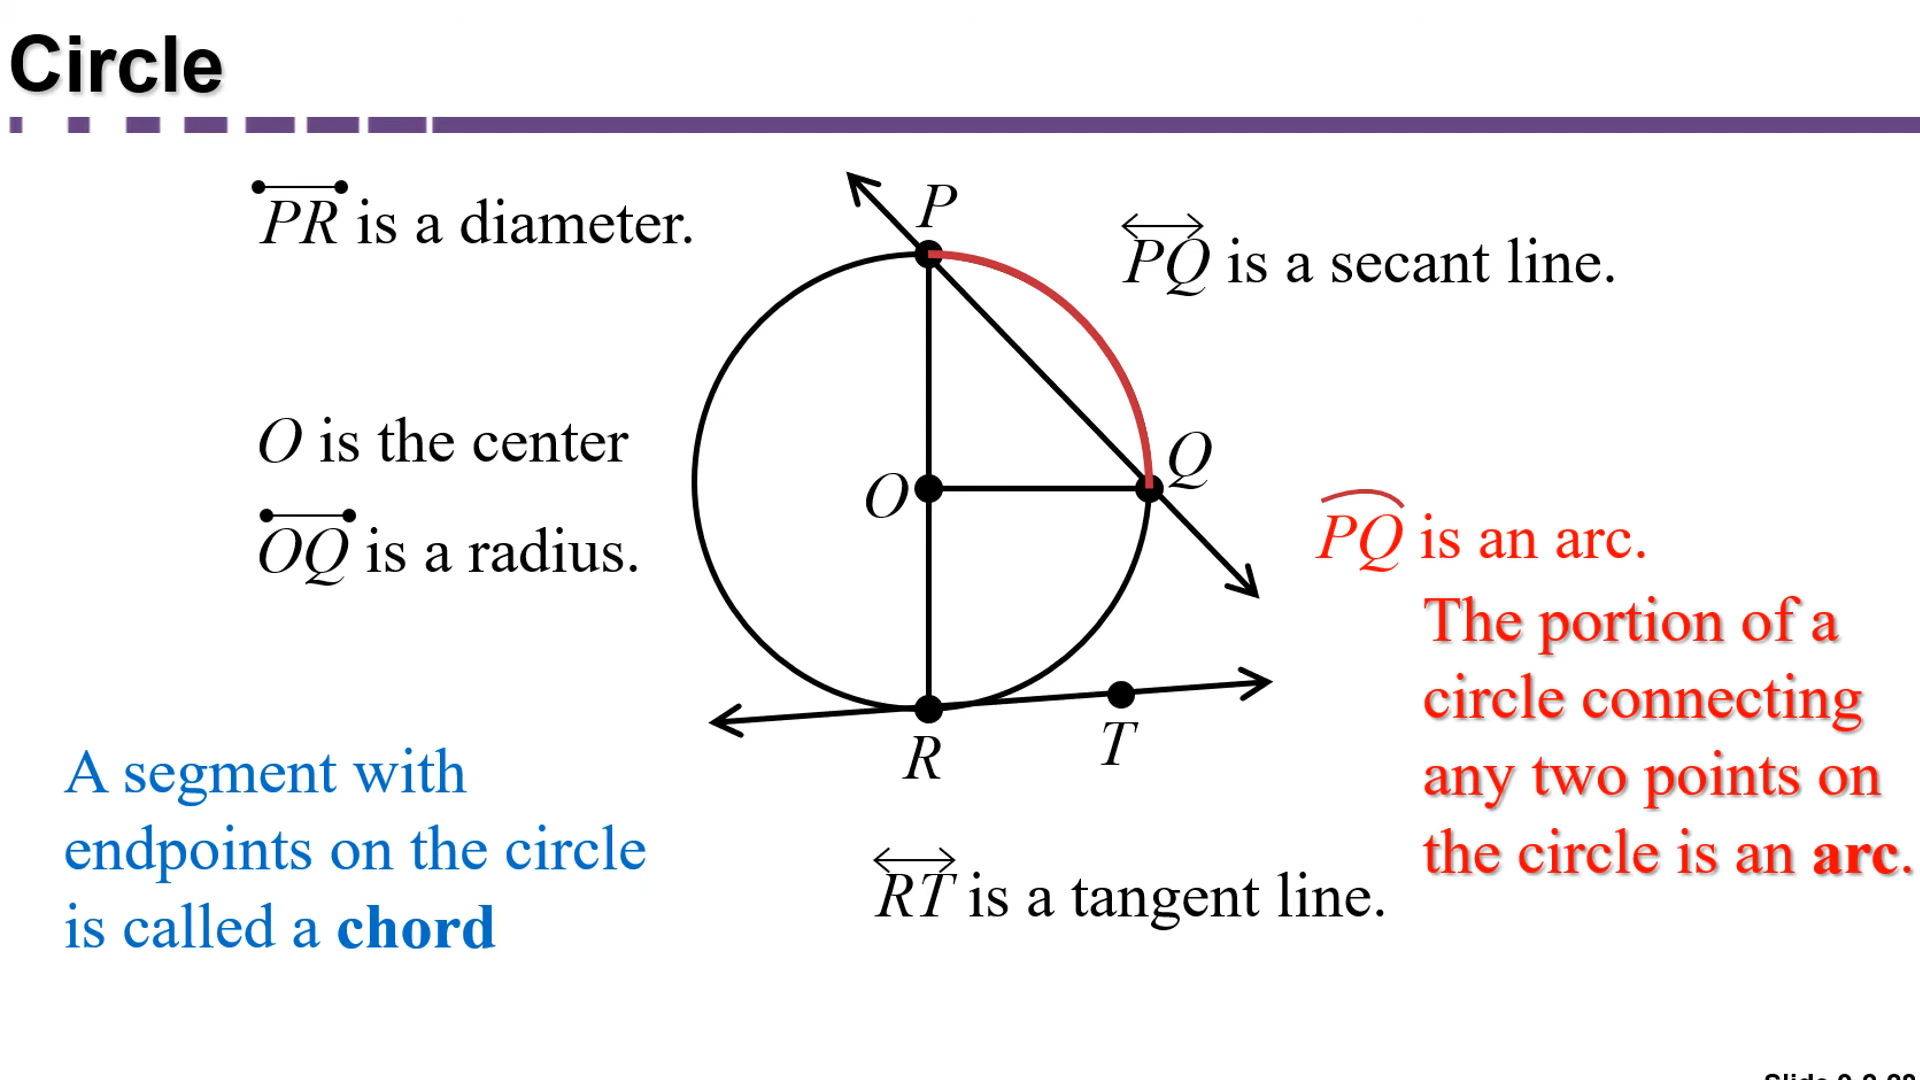 Circle
PR is a diameter.
P
PQ is a secant line.
O is the center
O
Q
OQ is a radius.
PQ is an arc.
The portion of a
circle connecting
any two points on
the circle is an arc.
R
T
A segment with
endpoints on the circle
is called a chord
RT is a tangent line.